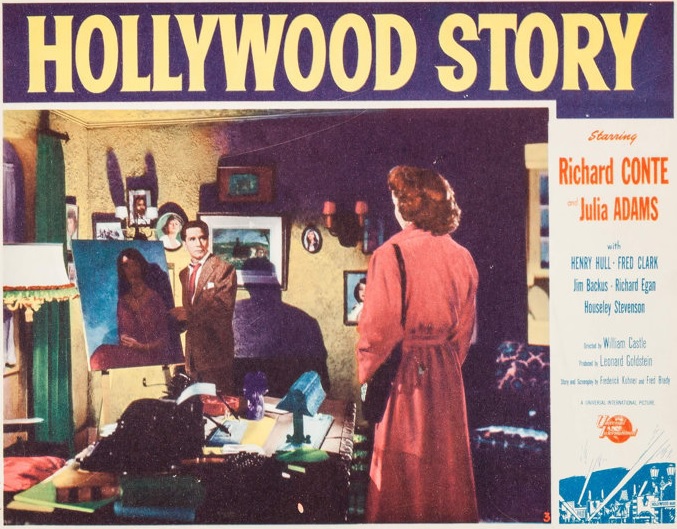 HOLLYWOOD STORY
Starring
Richard CONTE
and Julia ADAMS
with
HENRY HULL · FRED CLARK
Jim Backus · Richard Egan
Houseley Stevenson
Directed by William Castle
Produced by Leonard Goldstein
Story and Screenplay by Frederick Kohner and Fred Brady
A UNIVERSAL-INTERNATIONAL PICTURE
3